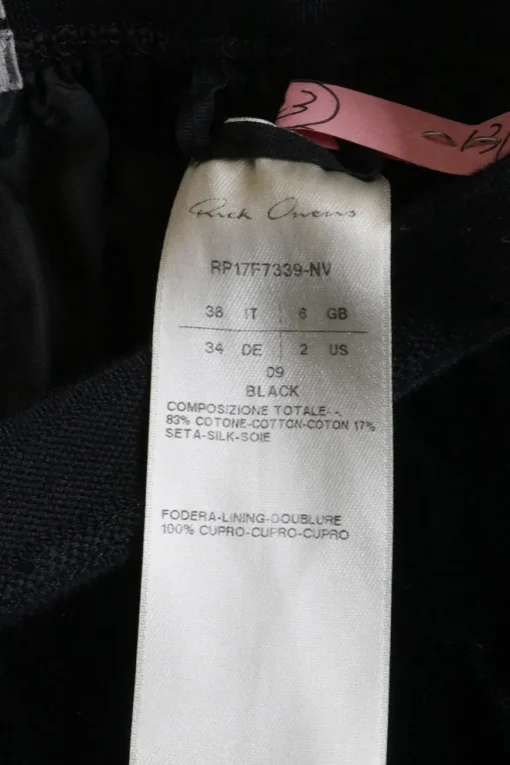 3
Rick Owens
RP17F7339-NV
38 IT 6 GB
34 DE 2 US
09
BLACK
COMPOSIZIONE TOTALE-.
83% COTONE-COTTON-COTON 17%
SETA-SILK-SOIE
FODERA-LINING-DOUBLURE
100% CUPRO-CUPRO-CUPRO